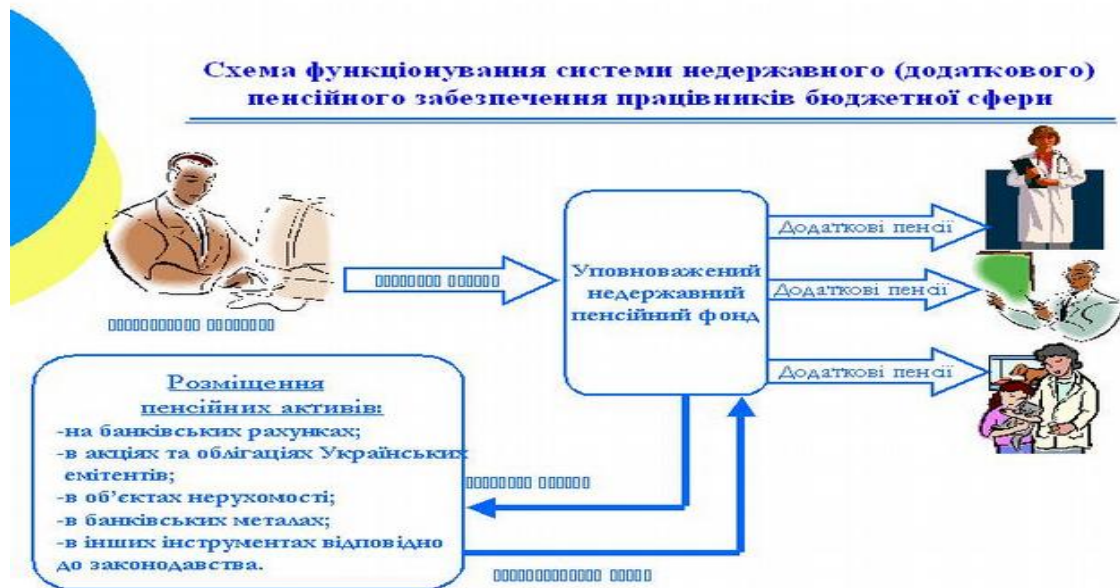 Схема функціонування системи недержавного (додаткового)
пенсійного забезпечення працівників бюджетної сфери
Додаткові пенсії
Уповноважений
недержавний
пенсійний фонд
Додаткові пенсії
Додаткові пенсії
Розміщення
пенсійних активів:
-на банківських рахунках;
-в акціях та облігаціях Українських
емітентів;
-в об’єктах нерухомості;
-в банківських металах;
-в інших інструментах відповідно
до законодавства.